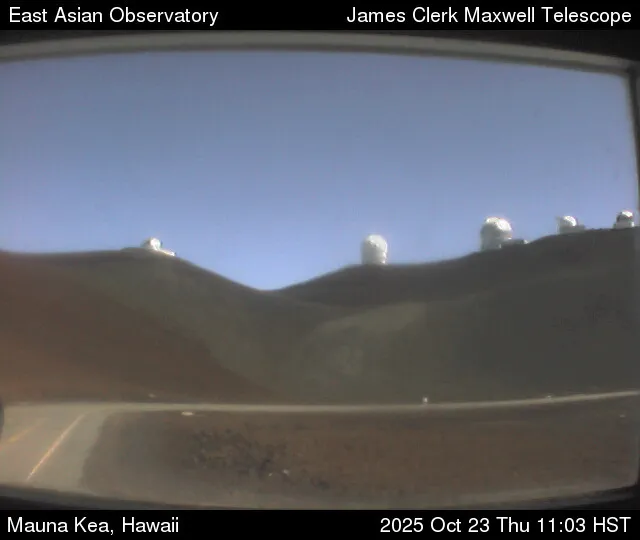 East Asian Observatory
James Clerk Maxwell Telescope
Mauna Kea, Hawaii
2025 Oct 23 Thu 11:03 HST